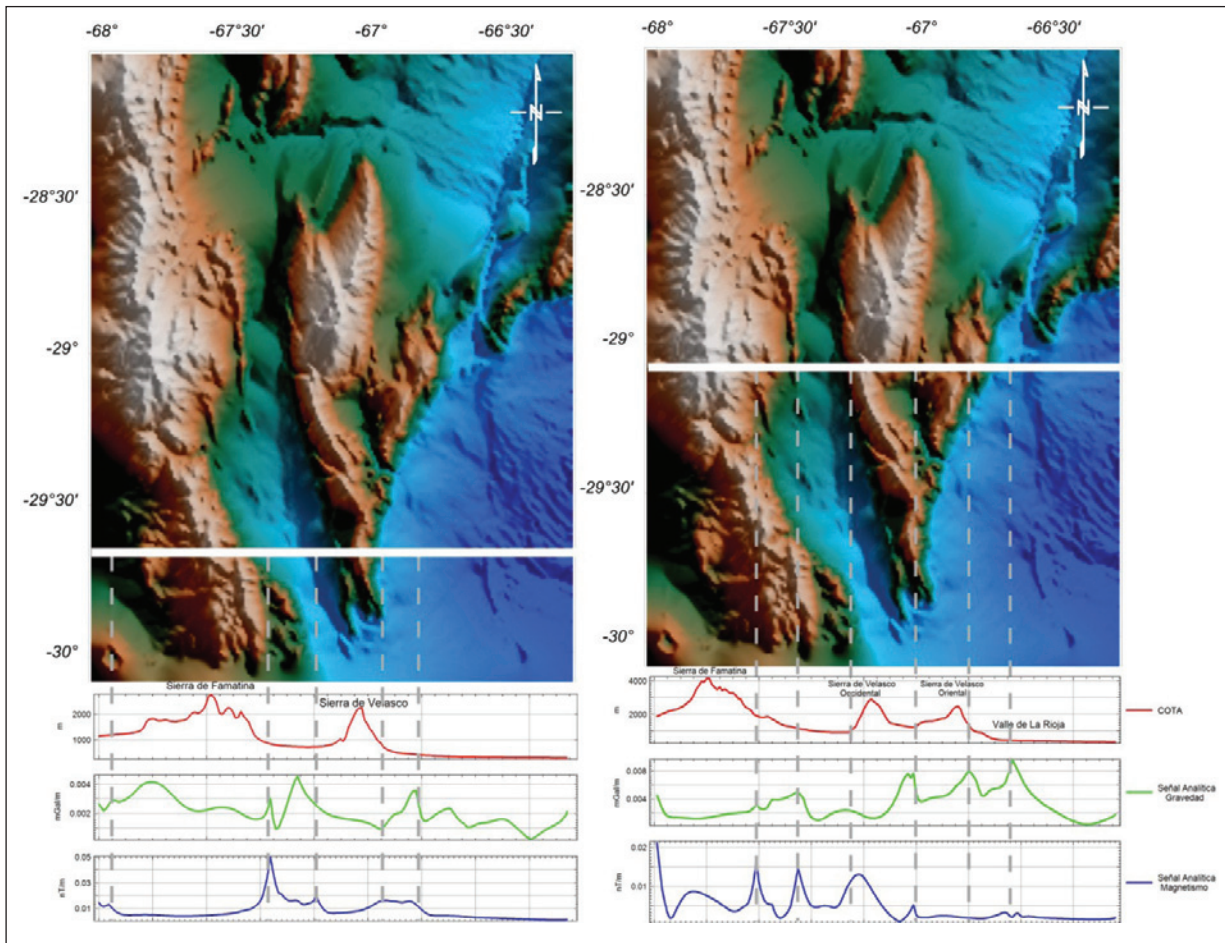 -68° -67°30' -67° -66°30'
-68° -67°30' -67° -66°30'
N
N
-28°30'
-28°30'
-29°
-29°
-29°30'
-29°30'
-30°
-30°
Sierra de Famatina
Sierra de Velasco
m
2000
1000
mGal/m
0.004
0.002
nT/m
0.05
0.03
0.01
Sierra de Famatina
Sierra de Velasco
Occidental
Sierra de Velasco
Oriental
Valle de La Rioja
m
4000
2000
COTA
mGal/m
0.008
0.004
Señal Analítica
Gravedad
nT/m
0.02
0.01
Señal Analítica
Magnetismo